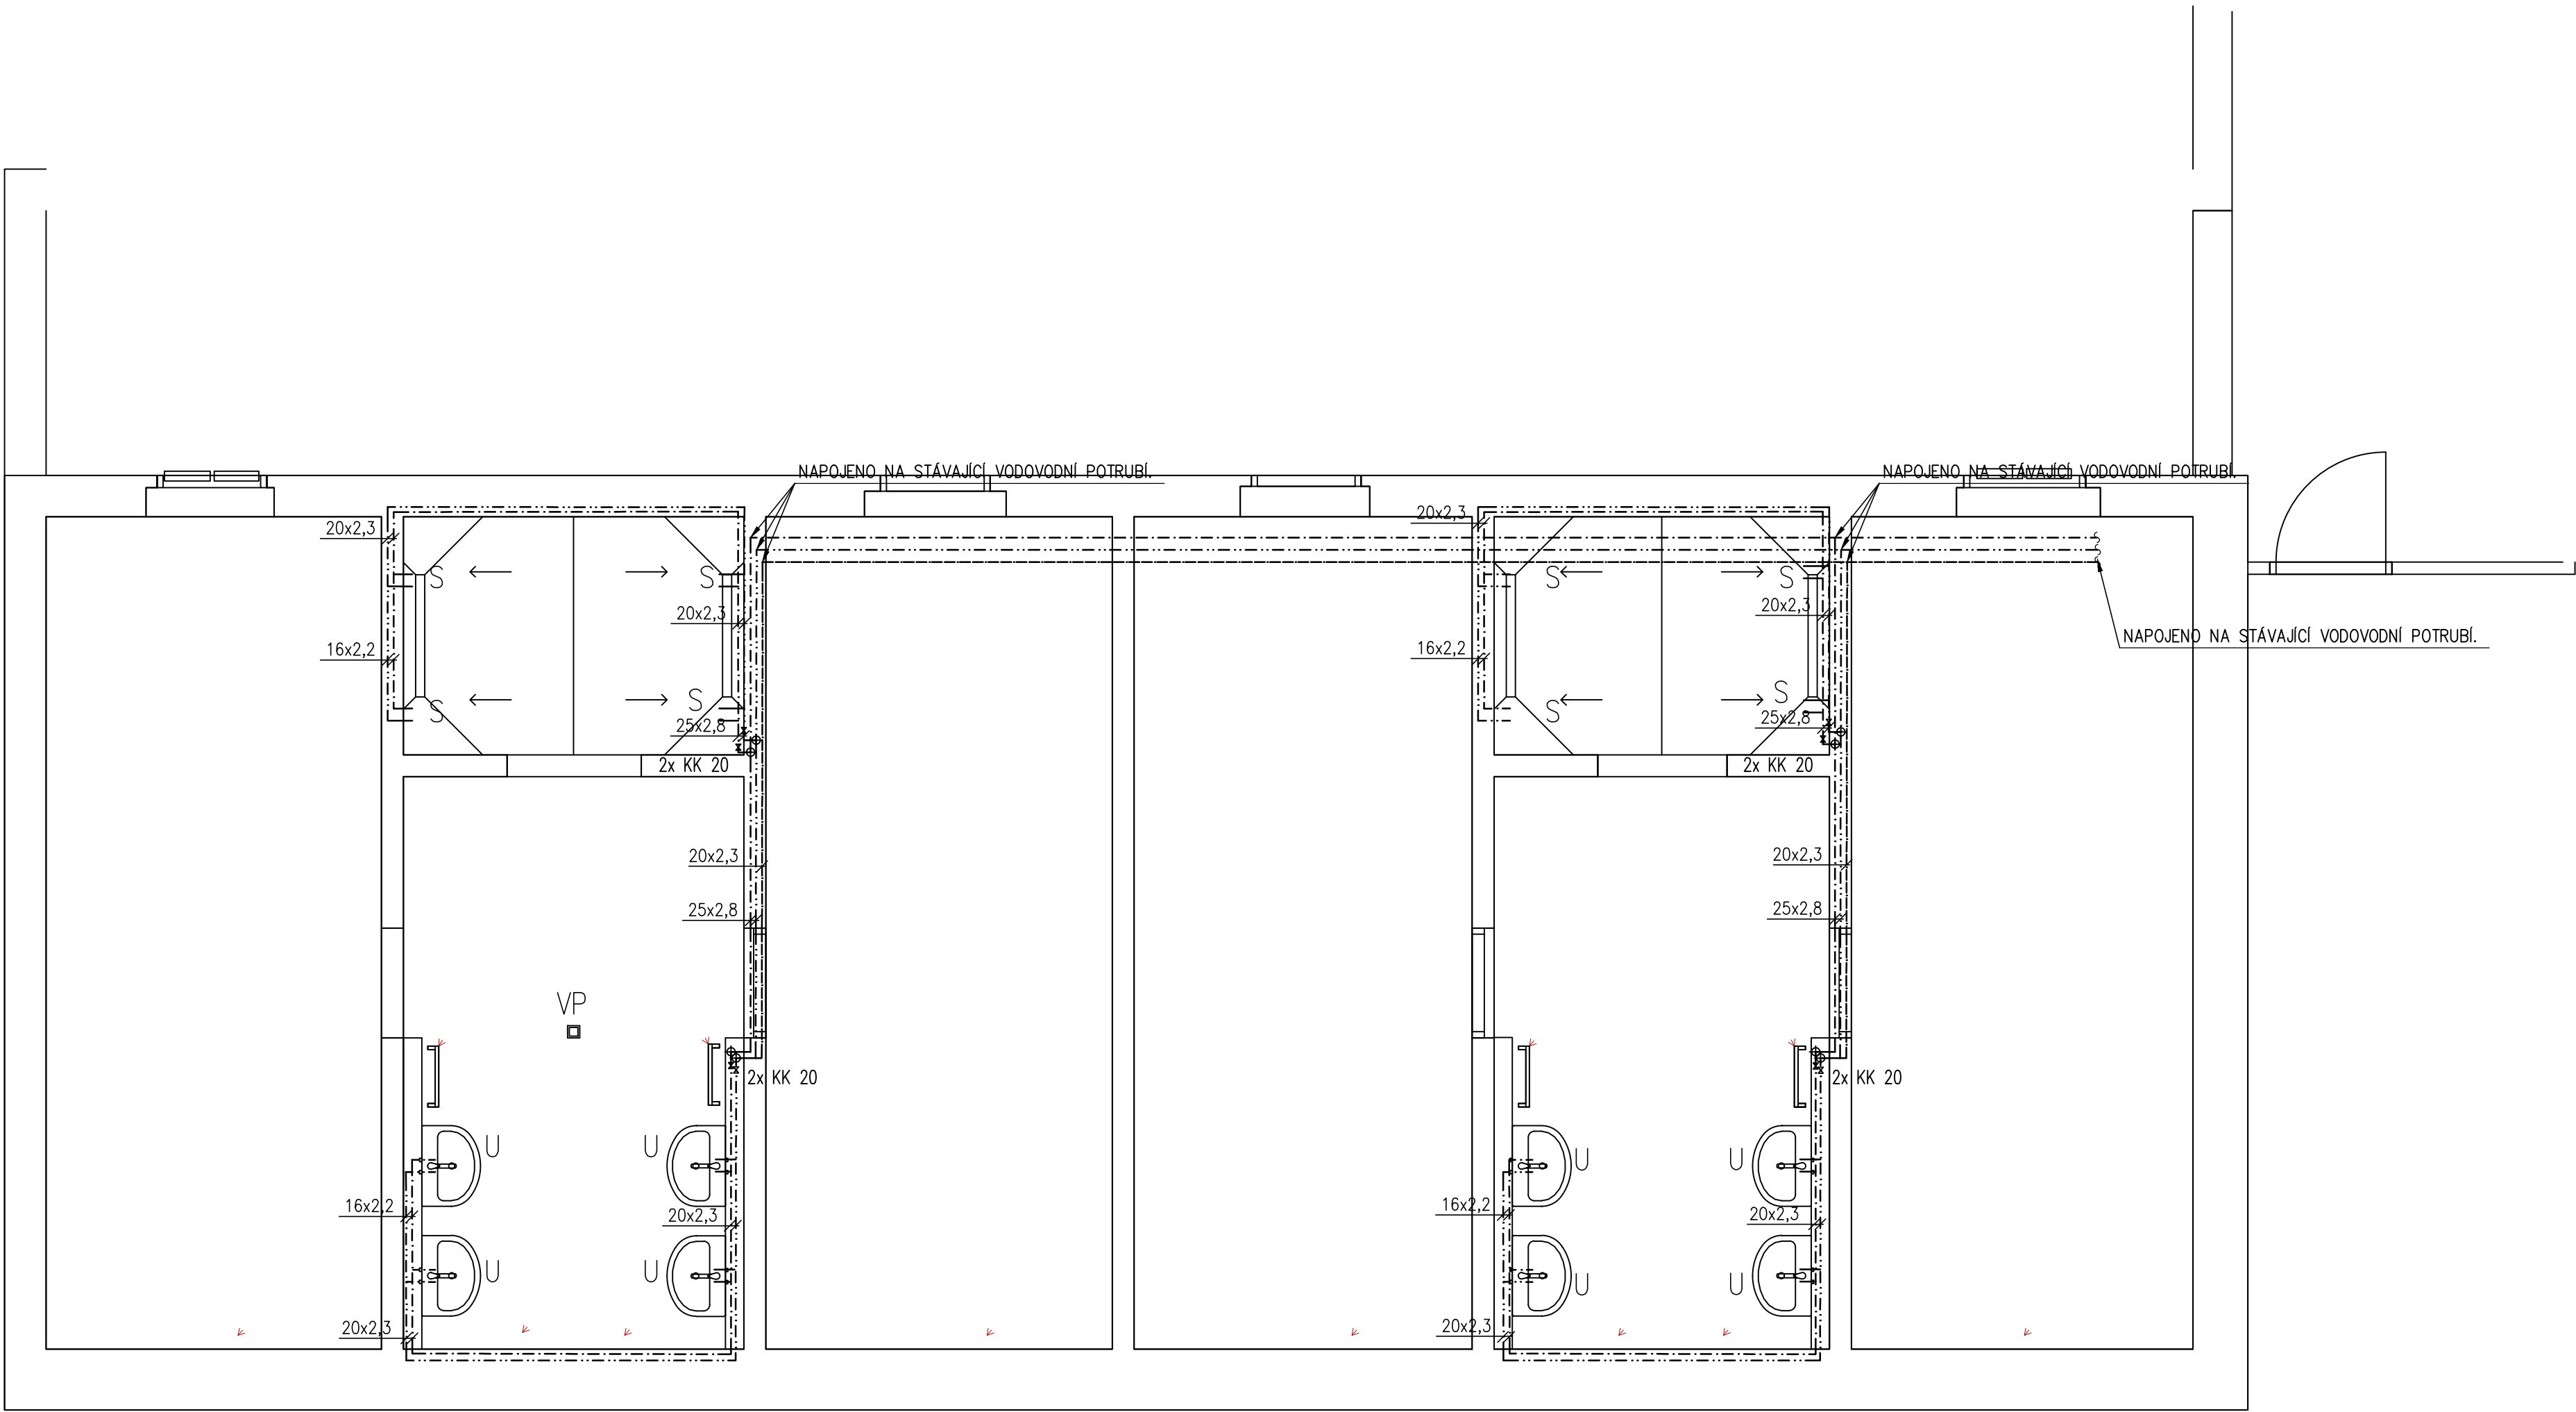 NAPOJENO NA STÁVAJÍCÍ VODOVODNÍ POTRUBÍ.
NAPOJENO NA STÁVAJÍCÍ VODOVODNÍ POTRUBÍ.
20x2,3
20x2,3
S
S
S
S
20x2,3
20x2,3
NAPOJENO NA STÁVAJÍCÍ VODOVODNÍ POTRUBÍ.
16x2,2
16x2,2
S
S
S
S
25x2,8
25x2,8
2x KK 20
2x KK 20
20x2,3
20x2,3
25x2,8
25x2,8
VP
2x KK 20
2x KK 20
U
U
U
U
16x2,2
20x2,3
16x2,2
20x2,3
U
U
U
U
20x2,3
20x2,3